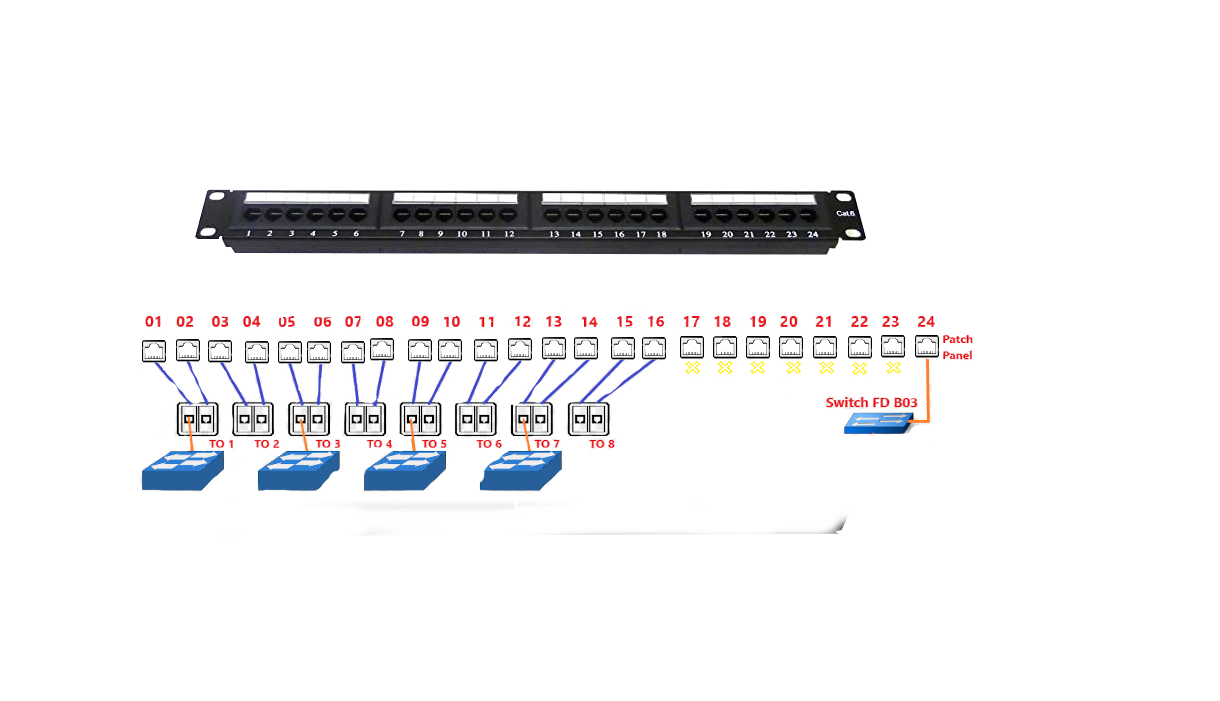 Cat.6
1 2 3 4 5 6 7 8 9 10 11 12 13 14 15 16 17 18 19 20 21 22 23 24
01 02 03 04 05 06 07 08 09 10 11 12 13 14 15 16 17 18 19 20 21 22 23 24
Patch
Panel
Switch FD B03
TO 1 TO 2 TO 3 TO 4 TO 5 TO 6 TO 7 TO 8